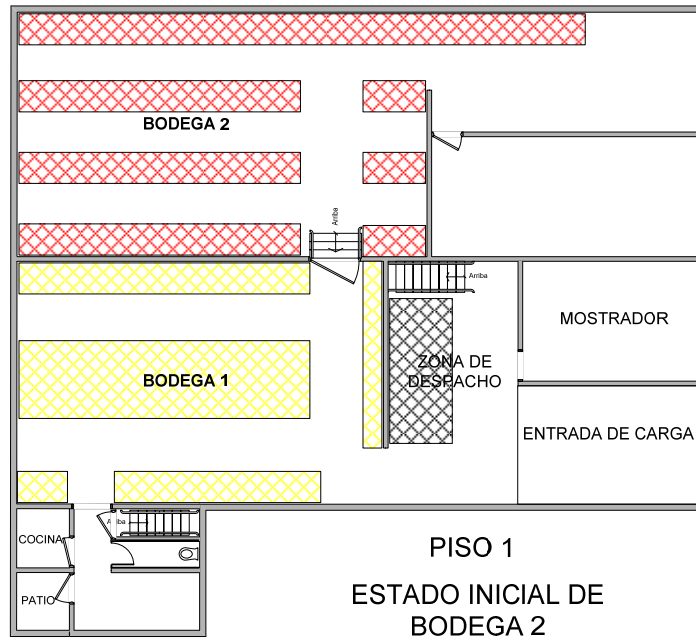 BODEGA 2
Arriba
Arriba
MOSTRADOR
ZONA DE
DESPACHO
BODEGA 1
ENTRADA DE CARGA
Arriba
COCINA
PATIO
PISO 1
ESTADO INICIAL DE
BODEGA 2